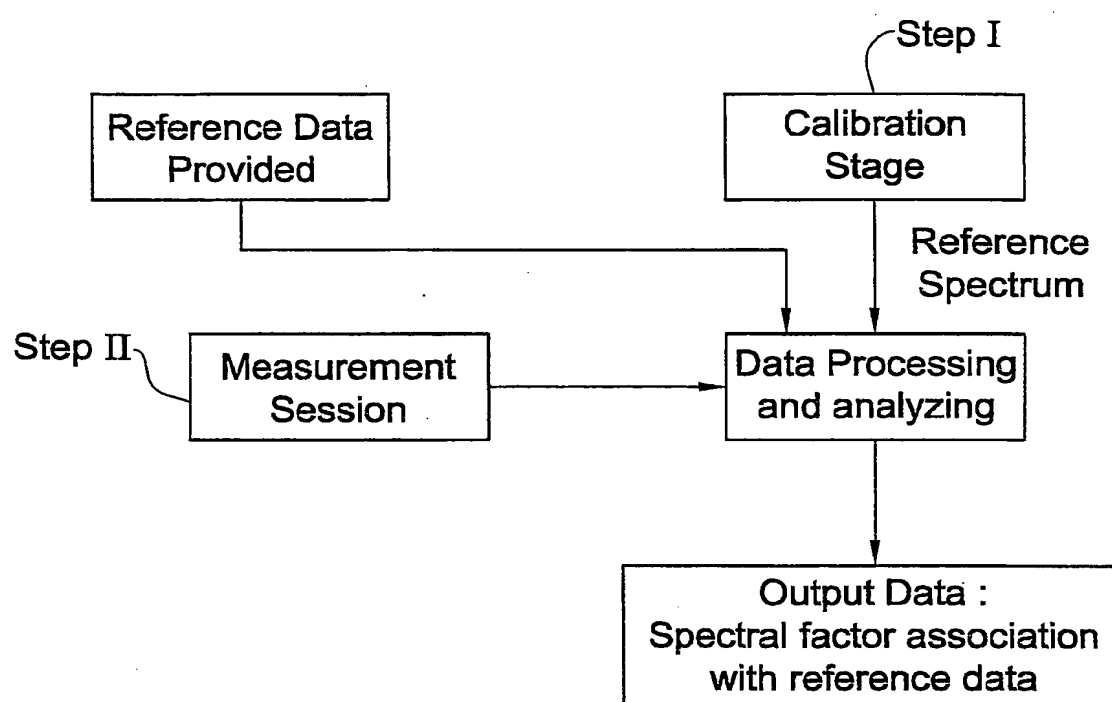 Step I
Reference Data
Provided
Calibration
Stage
Reference
Spectrum
Step II
Measurement
Session
Data Processing
and analyzing
Output Data :
Spectral factor association
with reference data